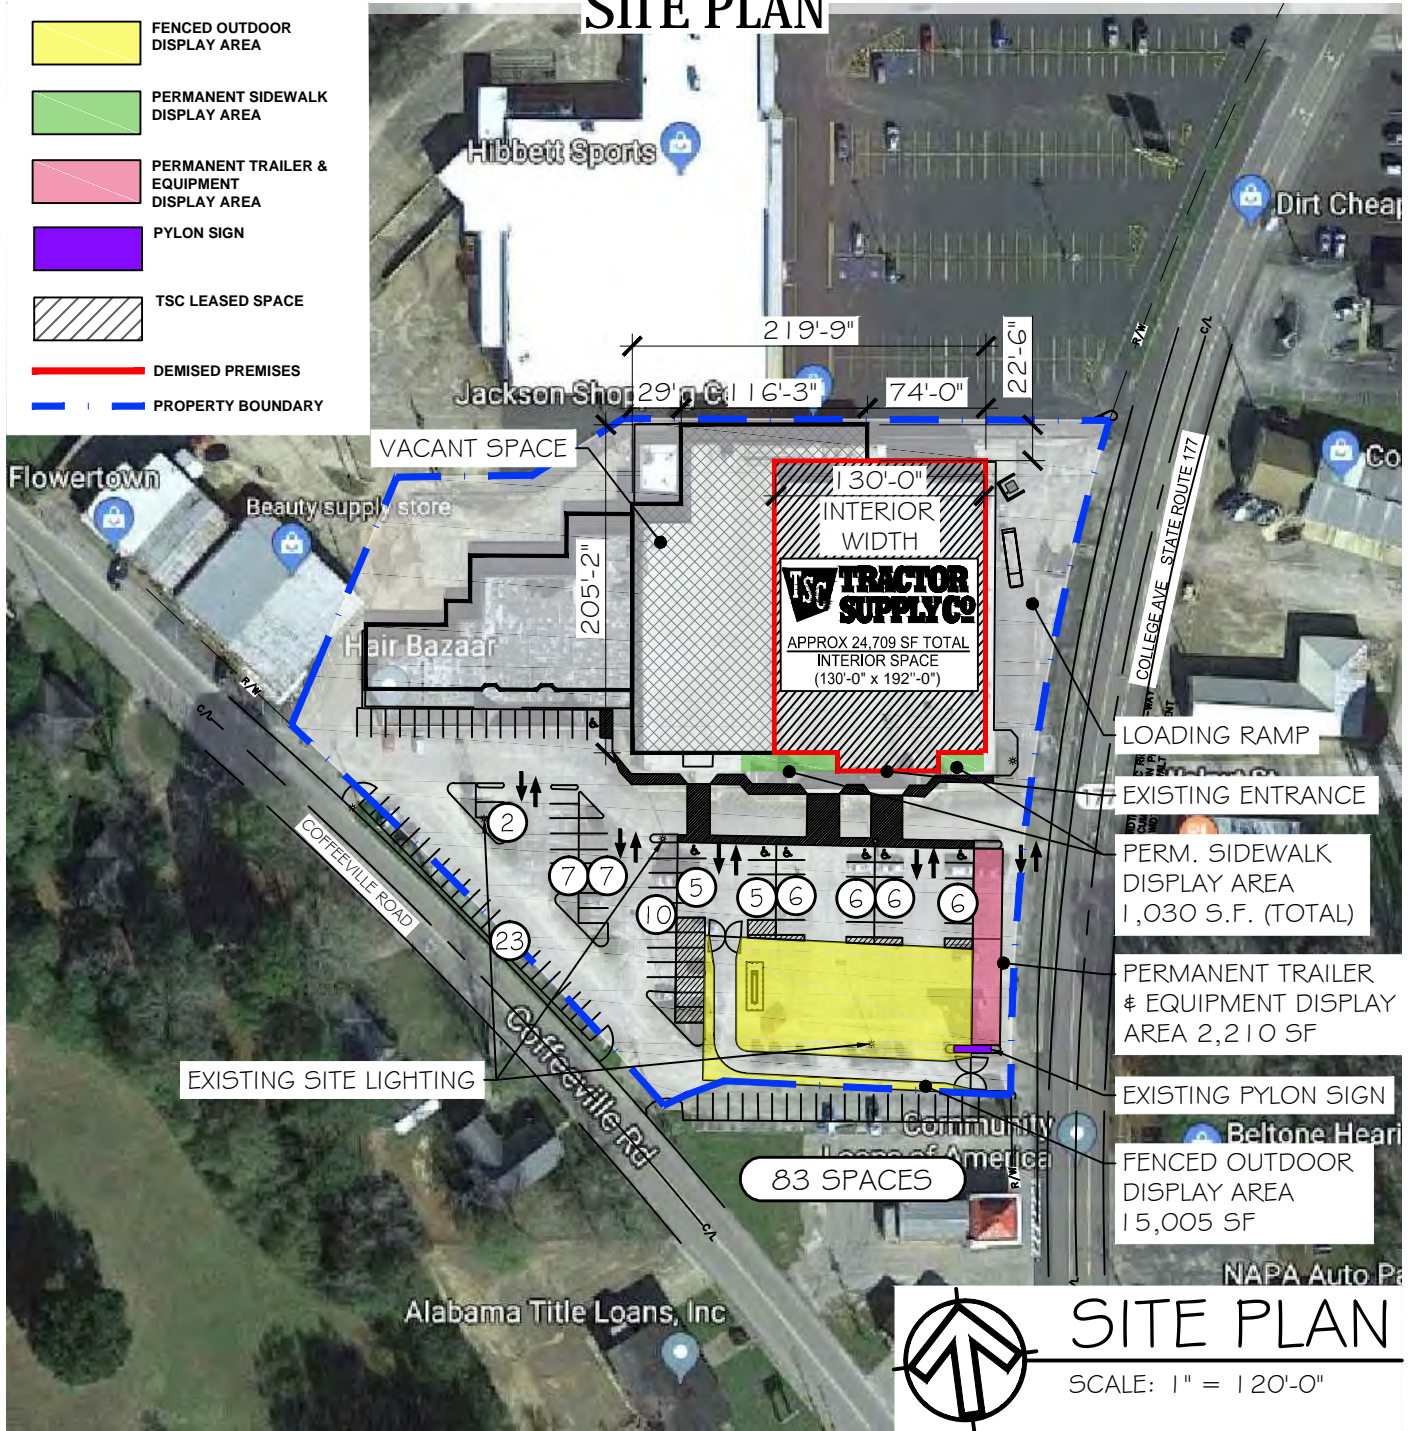 SITE PLAN
FENCED OUTDOOR
DISPLAY AREA
PERMANENT SIDEWALK
DISPLAY AREA
PERMANENT TRAILER &
EQUIPMENT
DISPLAY AREA
PYLON SIGN
TSC LEASED SPACE
DEMISED PREMISES
PROPERTY BOUNDARY
Hibbett Sports
Dirt Cheap
R/W
C/L
219'-9"
22'-6"
29'
116'-3"
74'-0"
VACANT SPACE
Flowertown
Beauty supply store
Co
205'-2"
130'-0"
INTERIOR
WIDTH
TSC TRACTOR
SUPPLY CO
APPROX 24,709 SF TOTAL
INTERIOR SPACE
(130'-0" x 192"-0")
COLLEGE AVE STATE ROUTE 177
Hair Bazaar
R/W
C/L
LOADING RAMP
EXISTING ENTRANCE
PERM. SIDEWALK
DISPLAY AREA
1,030 S.F. (TOTAL)
COFFEEVILLE ROAD
2
7
7
5
5
6
6
6
6
10
23
PERMANENT TRAILER
& EQUIPMENT DISPLAY
AREA 2,210 SF
EXISTING SITE LIGHTING
Coffeeville Rd
EXISTING PYLON SIGN
Community
Loans of America
Beltone Heari
83 SPACES
FENCED OUTDOOR
DISPLAY AREA
15,005 SF
R/W
C/L
NAPA Auto Pa
Alabama Title Loans, Inc
SITE PLAN
SCALE: 1" = 120'-0"